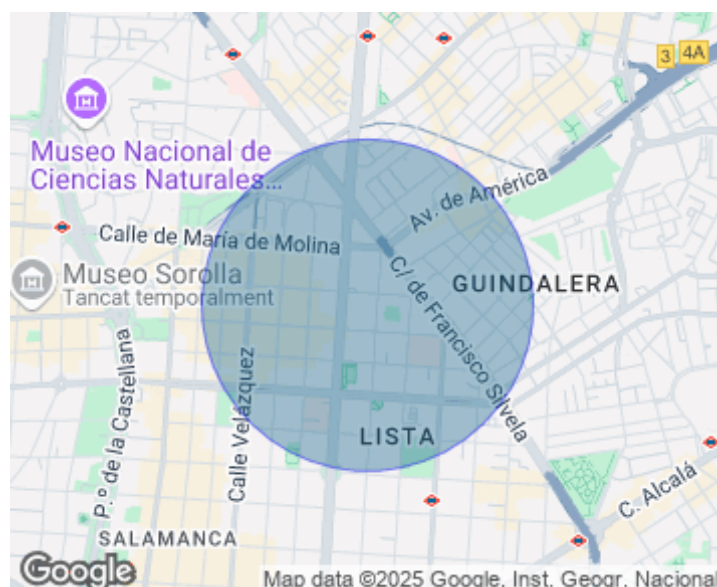 3
4A
Museo Nacional de
Ciencias Naturales...
Av. de América
Calle de María de Molina
Museo Sorolla
Tancat temporalment
GUINDALERA
C/ de Francisco Silvela
P.º de la Castellana
Calle Velázquez
LISTA
C. Alcalá
SALAMANCA
Google
Map data ©2025 Google, Inst. Geogr. Nacional